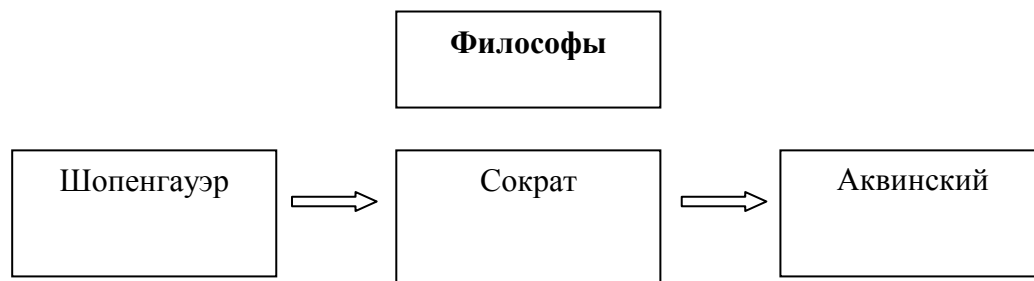 Философы
Шопенгауэр
Сократ
Аквинский